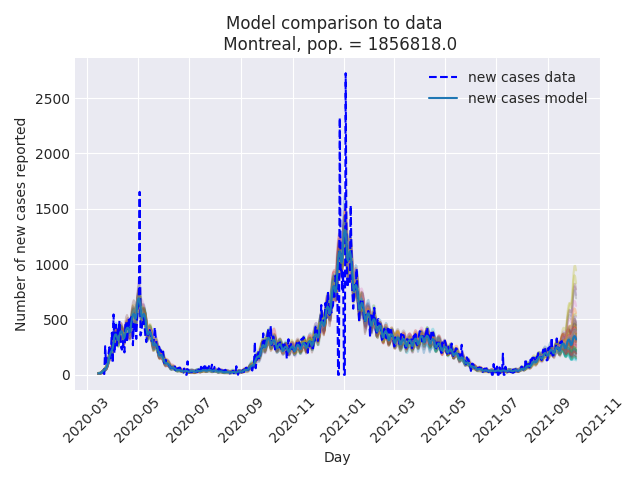 Model comparison to data
Montreal, pop. = 1856818.0
new cases data
new cases model
Number of new cases reported
2500
2000
1500
1000
500
0
2020-03
2020-05
2020-07
2020-09
2020-11
2021-01
2021-03
2021-05
2021-07
2021-09
2021-11
Day